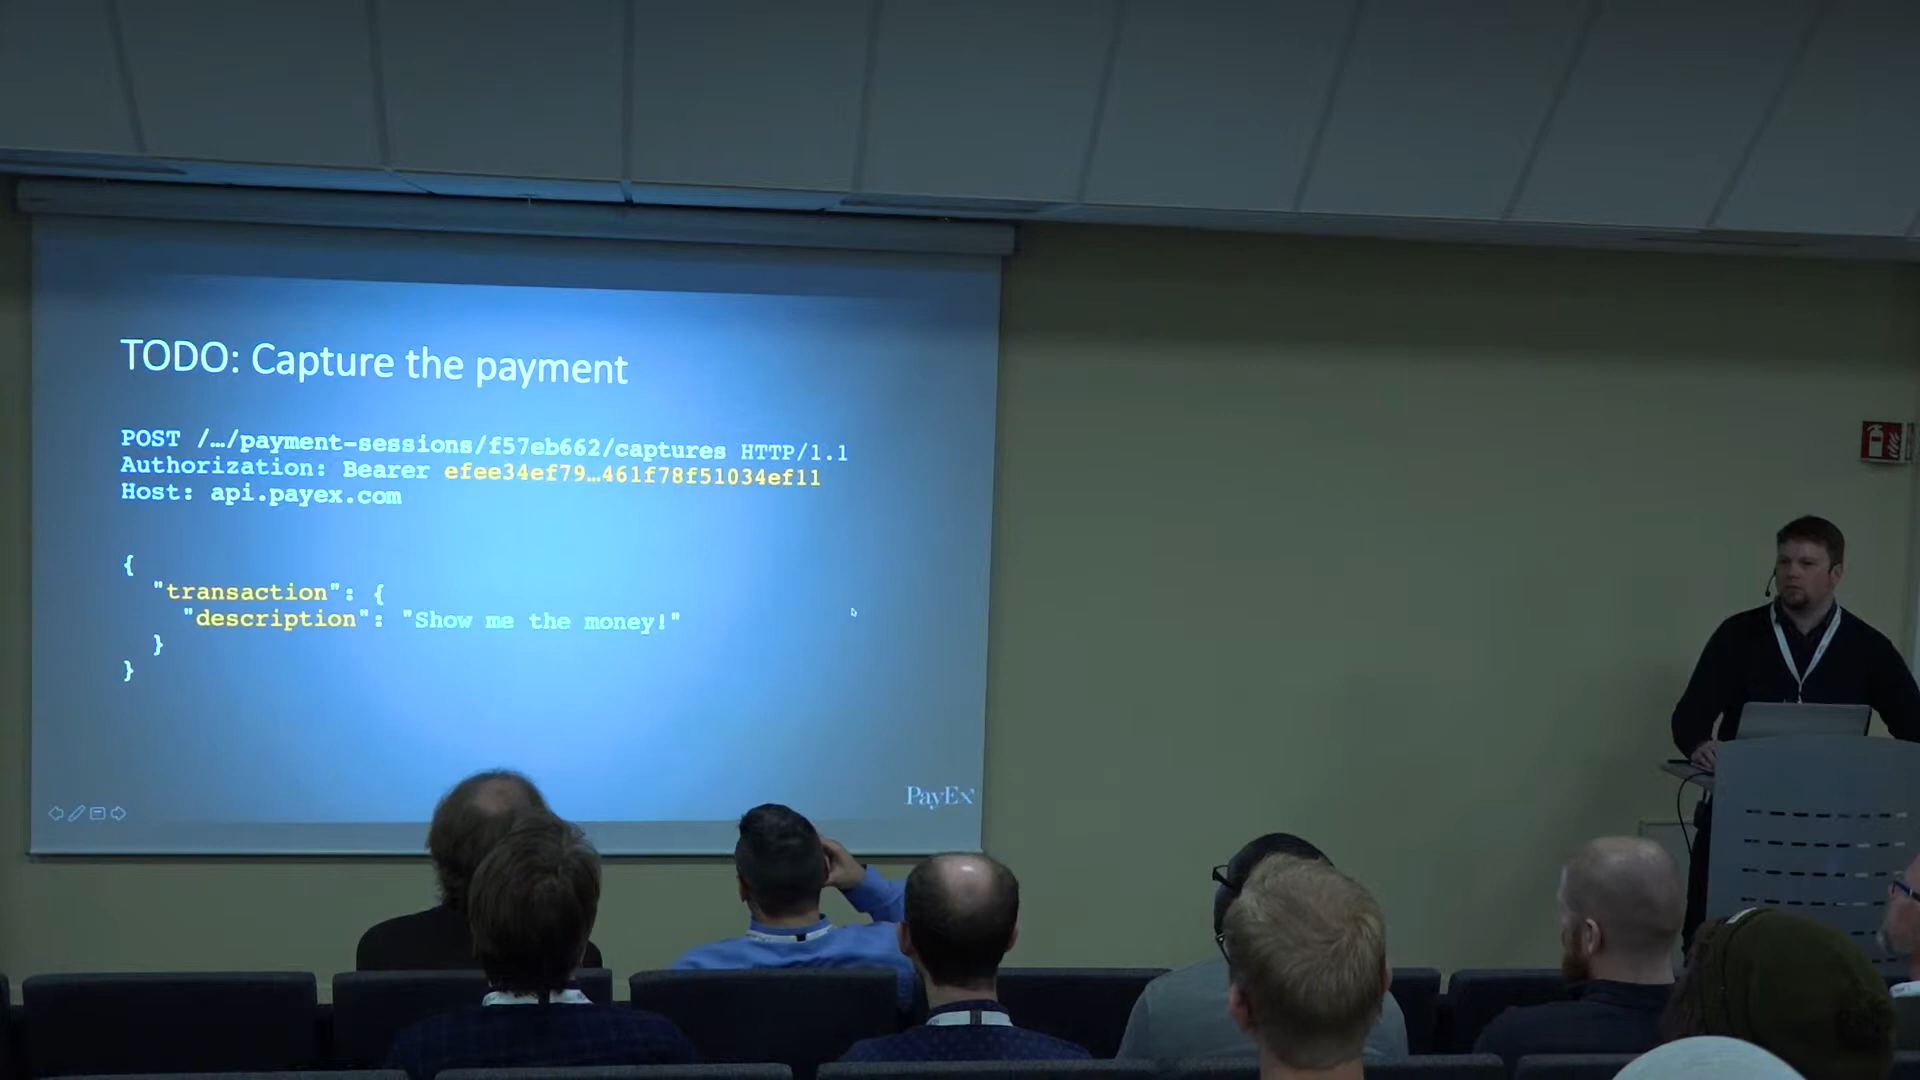 TODO: Capture the payment
POST /…/payment-sessions/f57eb662/captures HTTP/1.1
Authorization: Bearer efee34ef79…461f78f51034ef11
Host: api.payex.com
{
"transaction": {
"description": "Show me the money!"
}
}
PayEx